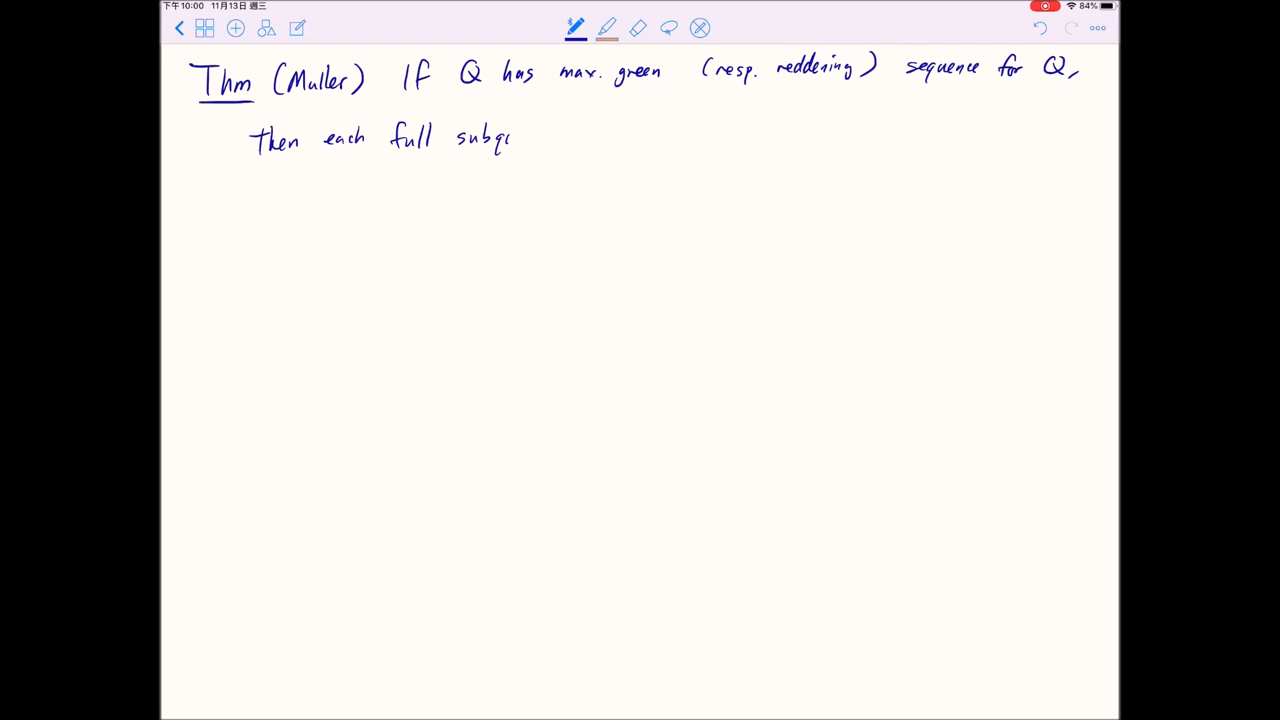 下午10:00 11月13日 週三
84%
Thm (Muller) If Q has max. green (resp. reddening) sequence for Q,
then each full subq